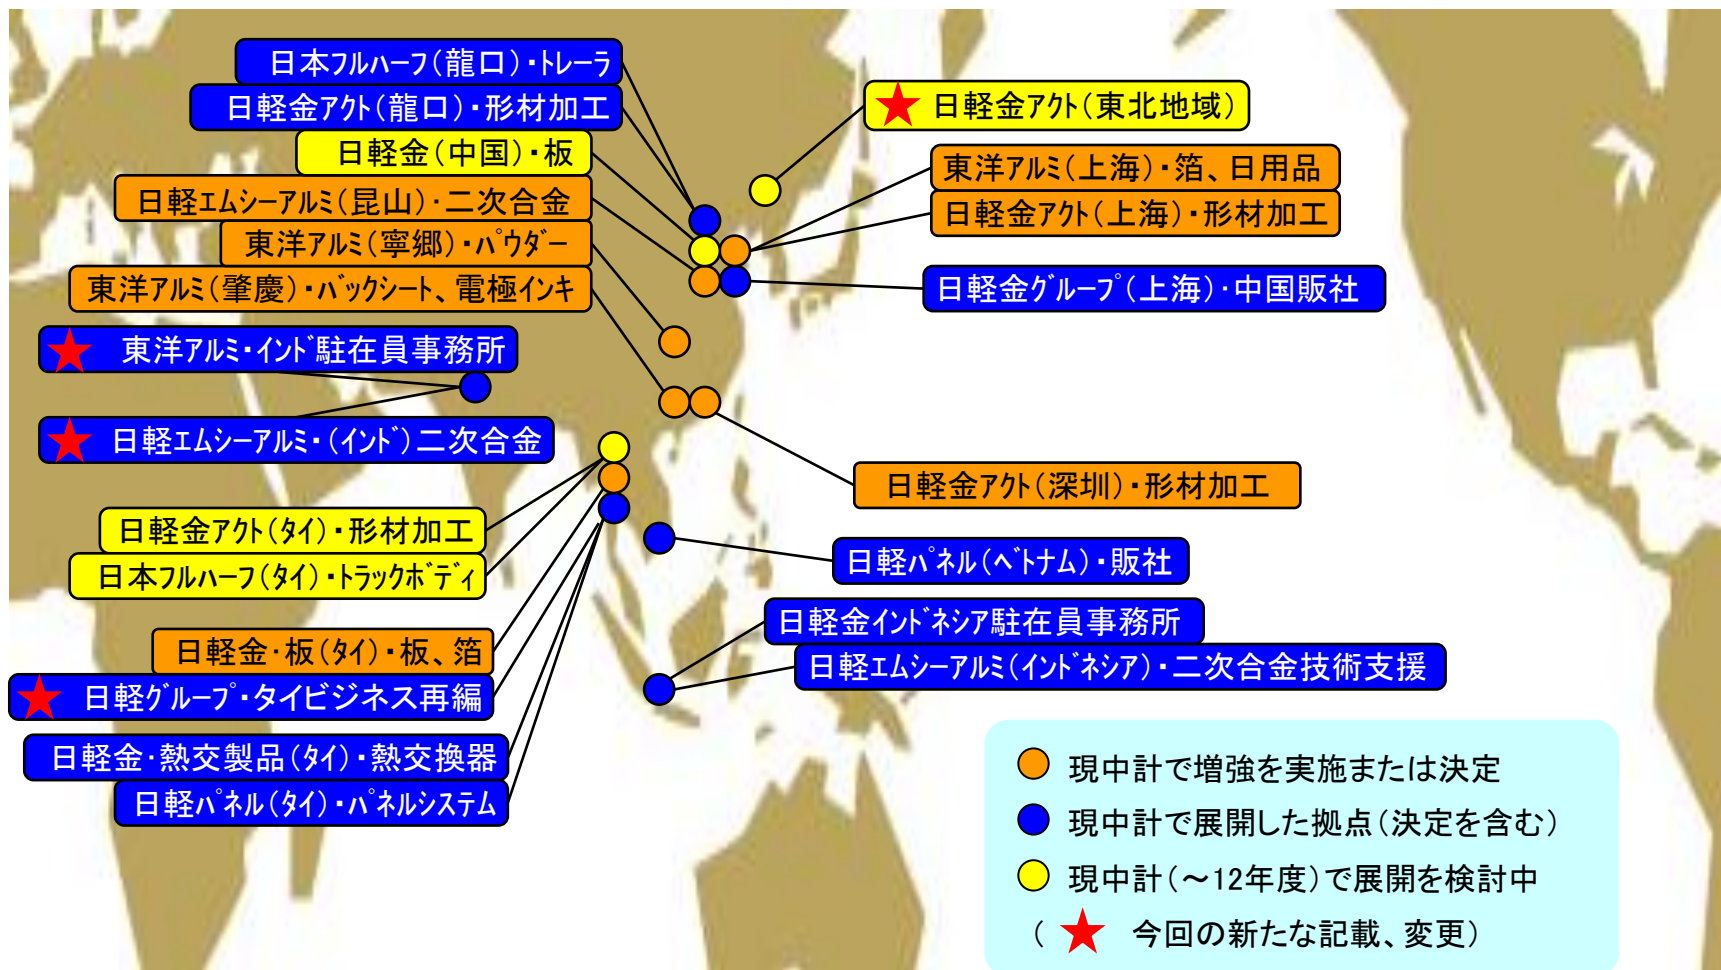 日本フルハーフ(龍口)・ﾄﾚｰﾗ
日軽金ｱｸﾄ(龍口)・形材加工
日軽金(中国)・板
日軽ｴﾑｼｰｱﾙﾐ(昆山)・二次合金
東洋ｱﾙﾐ(寧郷)・ﾊﾟｳﾀﾞｰ
東洋ｱﾙﾐ(肇慶)・ﾊﾞｯｸｼｰﾄ、電極ｲﾝｷ
★ 東洋ｱﾙﾐ・ｲﾝﾄﾞ駐在員事務所
★ 日軽ｴﾑｼｰｱﾙﾐ・(ｲﾝﾄﾞ)二次合金
日軽金ｱｸﾄ(ﾀｲ)・形材加工
日本フルハーフ(ﾀｲ)・ﾄﾗｯｸﾎﾞﾃﾞｨ
日軽金・板(ﾀｲ)・板、箔
★ 日軽ｸﾞﾙｰﾌﾟ・タイビジネス再編
日軽金・熱交製品(ﾀｲ)・熱交換器
日軽ﾊﾟﾈﾙ(ﾀｲ)・ﾊﾟﾈﾙｼｽﾃﾑ
★ 日軽金ｱｸﾄ(東北地域)
東洋ｱﾙﾐ(上海)・箔、日用品
日軽金ｱｸﾄ(上海)・形材加工
日軽金ｸﾞﾙｰﾌﾟ(上海)・中国販社
日軽金ｱｸﾄ(深圳)・形材加工
日軽ﾊﾟﾈﾙ(ﾍﾞﾄﾅﾑ)・販社
日軽金ｲﾝﾄﾞﾈｼｱ駐在員事務所
日軽ｴﾑｼｰｱﾙﾐ(ｲﾝﾄﾞﾈｼｱ)・二次合金技術支援
現中計で増強を実施または決定
現中計で展開した拠点(決定を含む)
現中計(～12年度)で展開を検討中
(★ 今回の新たな記載、変更)